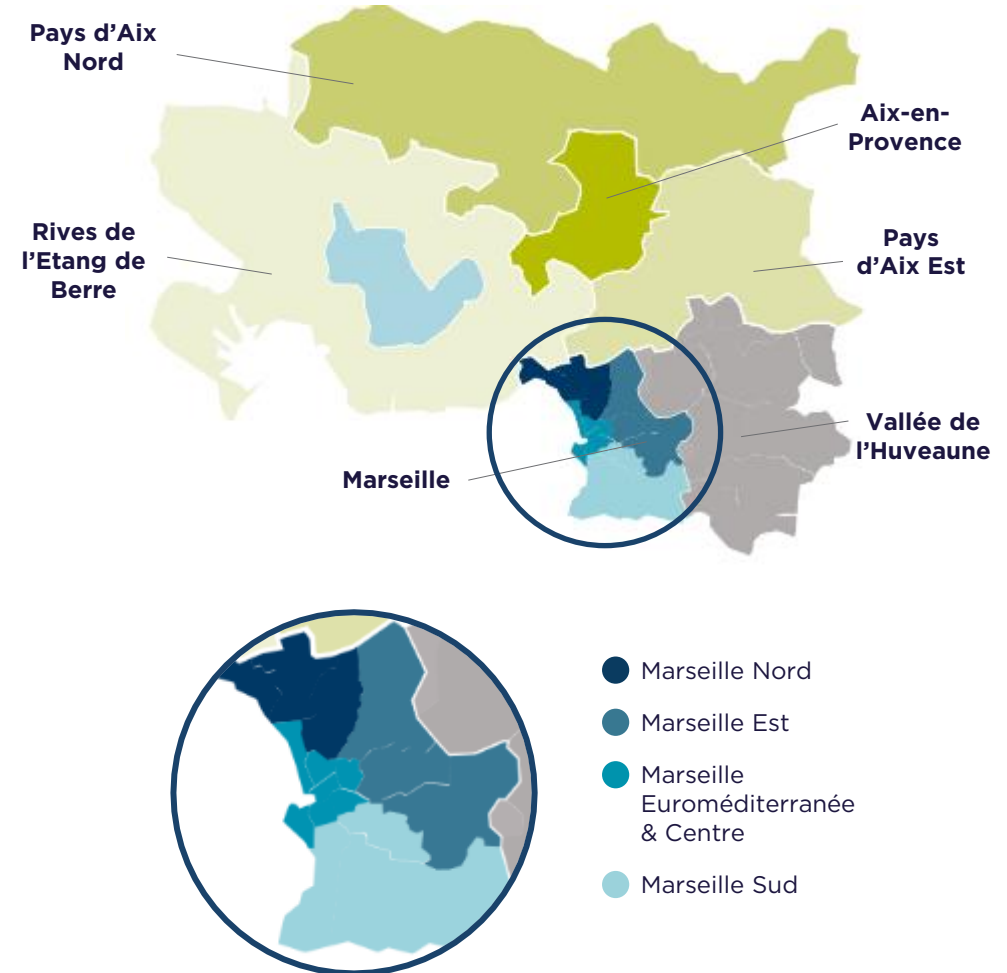 Pays d’Aix
Nord
Aix-en-
Provence
Rives de
l’Etang de
Berre
Pays
d’Aix Est
Vallée de
l’Huveaune
Marseille
Marseille Nord
Marseille Est
Marseille
Euroméditerranée
& Centre
Marseille Sud